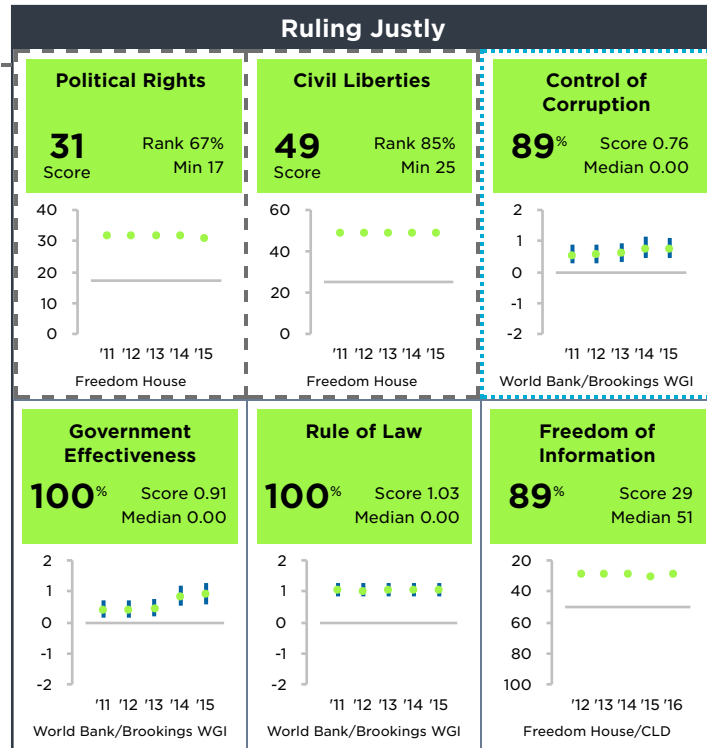 Ruling Justly
Political Rights
31
Score
Rank 67%
Min 17
40
30
20
10
0
'11 '12 '13 '14 '15
Freedom House
Civil Liberties
49
Score
Rank 85%
Min 25
60
40
20
0
'11 '12 '13 '14 '15
Freedom House
Control of
Corruption
89%
Score 0.76
Median 0.00
2
1
0
-1
-2
'11 '12 '13 '14 '15
World Bank/Brookings WGI
Government
Effectiveness
100%
Score 0.91
Median 0.00
2
1
0
-1
-2
'11 '12 '13 '14 '15
World Bank/Brookings WGI
Rule of Law
100%
Score 1.03
Median 0.00
2
1
0
-1
-2
'11 '12 '13 '14 '15
World Bank/Brookings WGI
Freedom of
Information
89%
Score 29
Median 51
20
40
60
80
100
'12 '13 '14 '15 '16
Freedom House/CLD